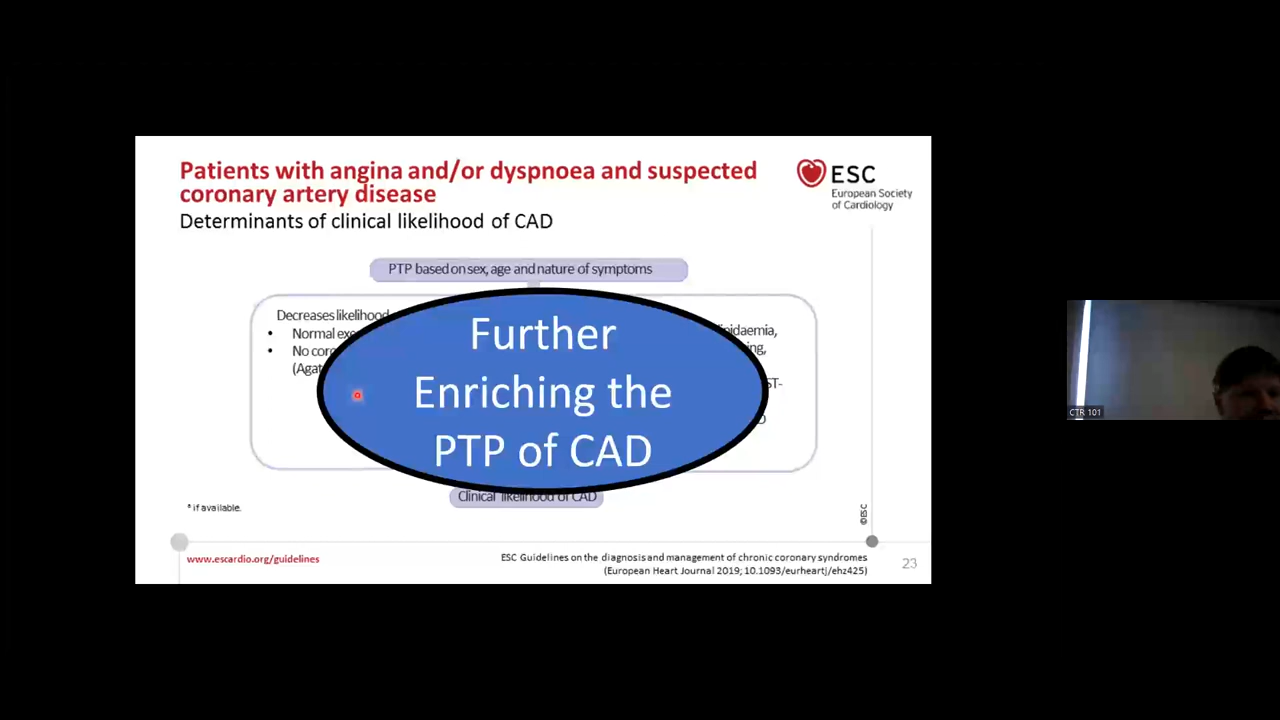 Patients with angina and/or dyspnoea and suspected
coronary artery disease
Determinants of clinical likelihood of CAD
ESC
European Society
of Cardiology
PTP based on sex, age and nature of symptoms
Decreases likelihood
Normal
No
Further
Enriching the
PTP of CAD
Clinical likelihood of CAD
* if available.
©ESC
www.escardio.org/guidelines
ESC Guidelines on the diagnosis and management of chronic coronary syndromes
(European Heart Journal 2019; 10.1093/eurheartj/ehz425)
23
CTR 101